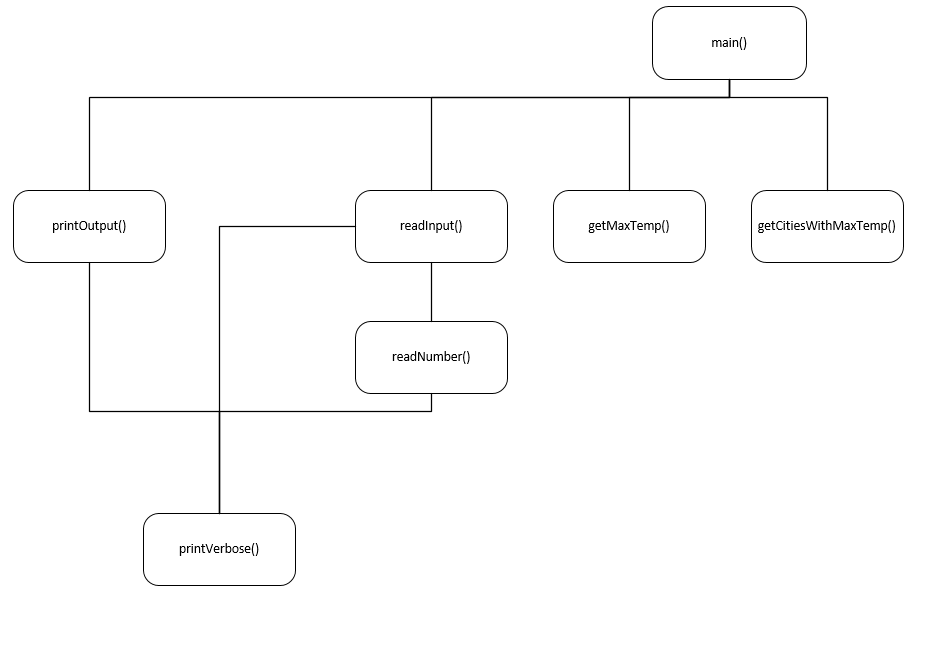 main()
printOutput()
readInput()
getMaxTemp()
getCitiesWithMaxTemp()
readNumber()
printVerbose()